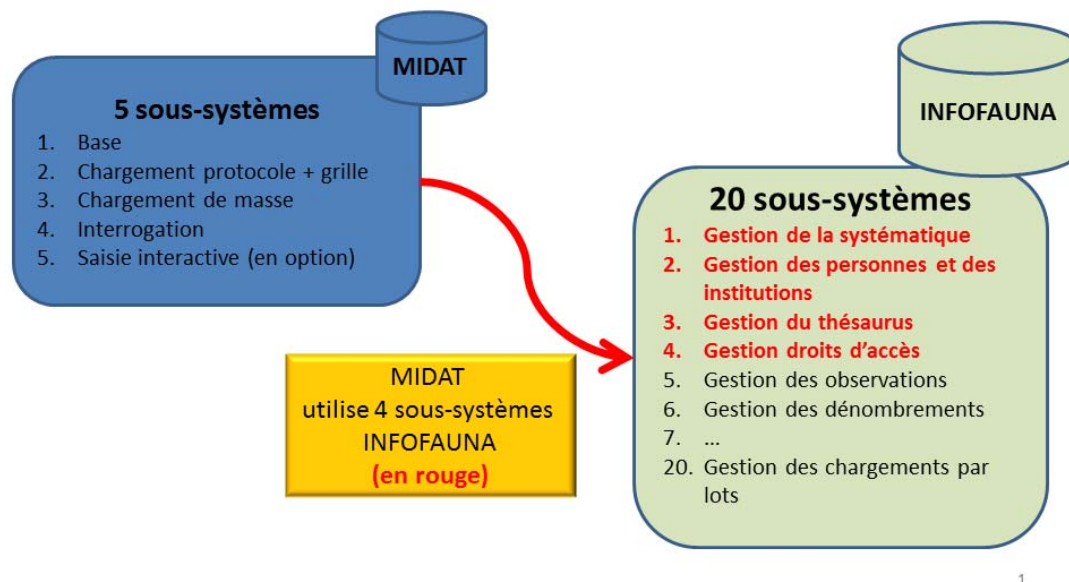 MIDAT
5 sous-systèmes
1. Base
2. Chargement protocole + grille
3. Chargement de masse
4. Interrogation
5. Saisie interactive (en option)
INFOFAUNA
20 sous-systèmes
1. Gestion de la systématique
2. Gestion des personnes et des
institutions
3. Gestion du thésaurus
4. Gestion droits d'accès
5. Gestion des observations
6. Gestion des dénombrements
7. ...
20. Gestion des chargements par
lots
MIDAT
utilise 4 sous-systèmes
INFOFAUNA
(en rouge)
1